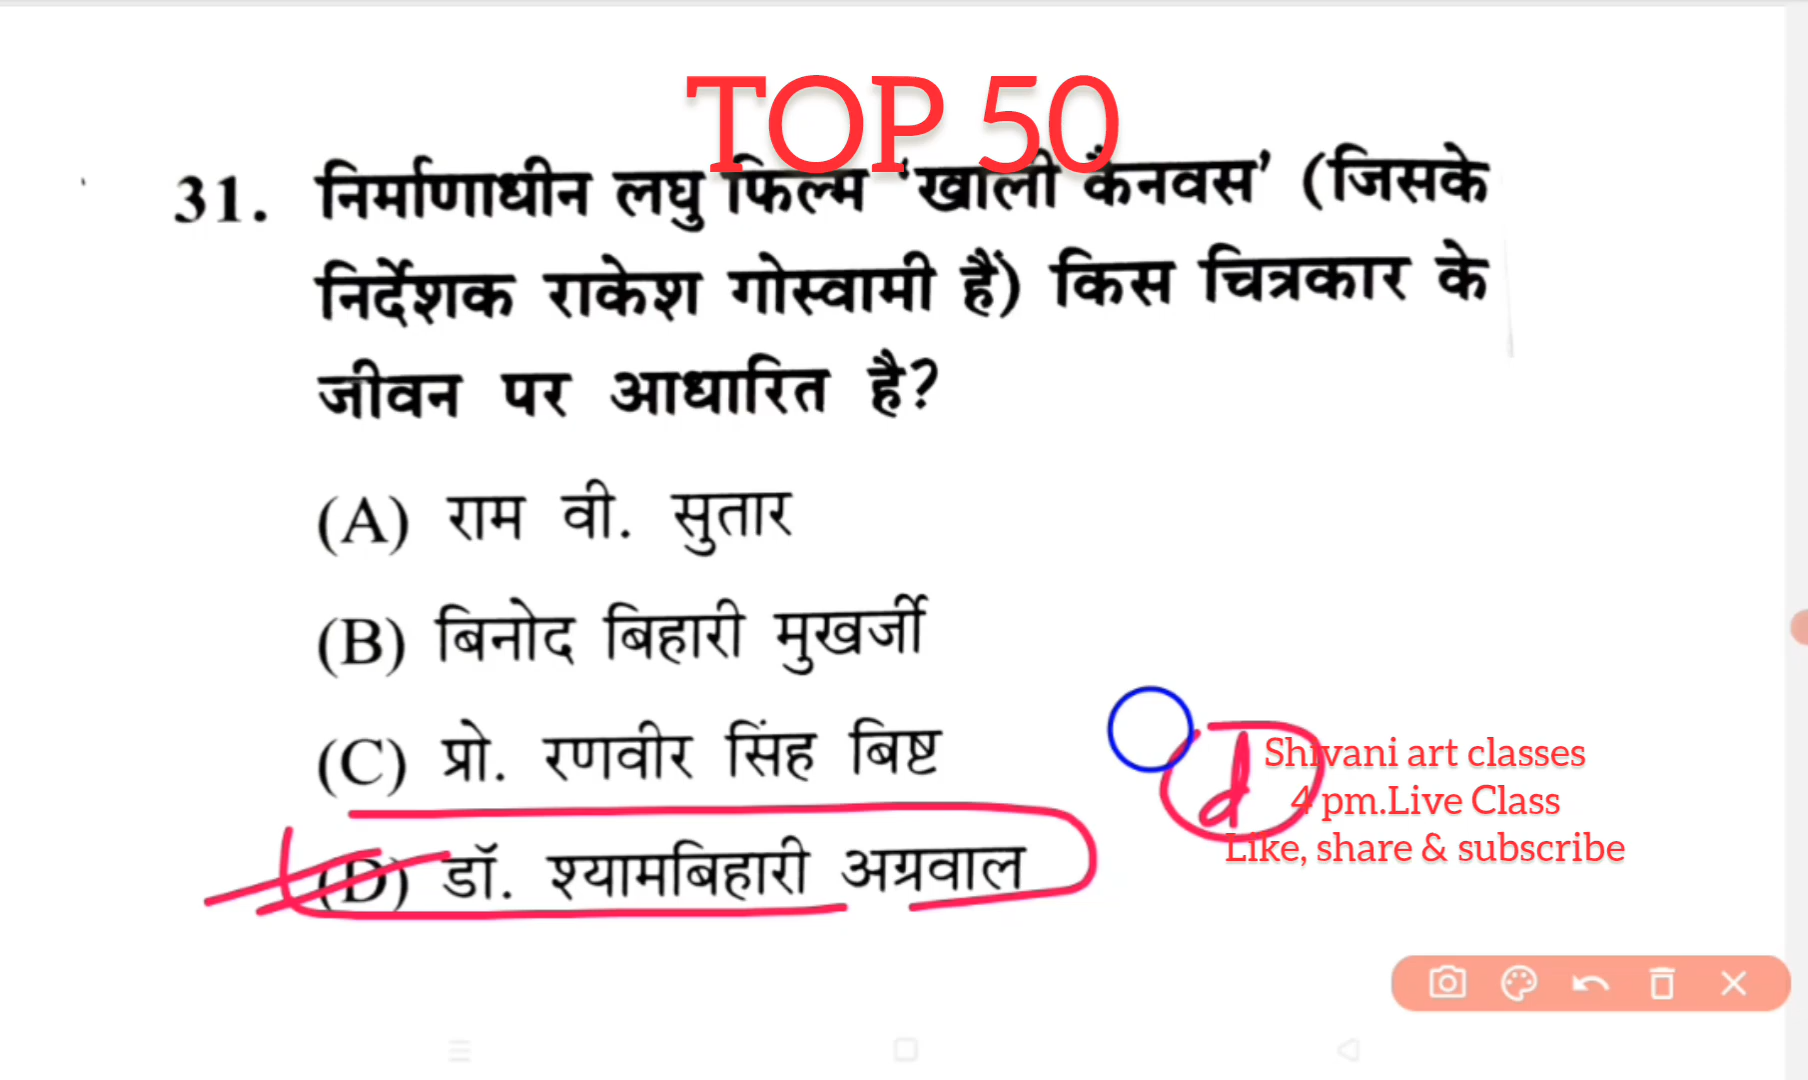 TOP 50
31. निर्माणाधीन लघु फिल्म 'खाली कैनवस' (जिसके
निर्देशक राकेश गोस्वामी हैं) किस चित्रकार के
जीवन पर आधारित है?
(A) राम वी. सुतार
(B) बिनोद बिहारी मुखर्जी
(C) प्रो. रणवीर सिंह बिष्ट
(D) डॉ. श्यामबिहारी अग्रवाल
d
Shivani art classes
4 pm.Live Class
Like, share & subscribe